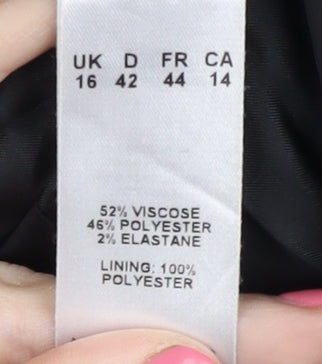 UK D FR CA
16 42 44 14
52% VISCOSE
46% POLYESTER
2% ELASTANE
LINING: 100%
POLYESTER